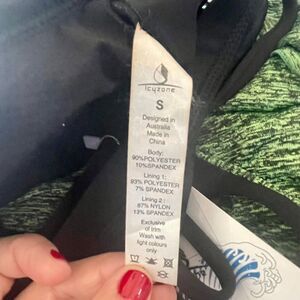 icyzone
S
Designed in
Australia
Made in
China
Body:
90%POLYESTER
10%SPANDEX
Lining 1:
93% POLYESTER
7% SPANDEX
Lining 2 :
87% NYLON
13% SPANDEX
Exclusive
of trim
Wash with
light colours
only